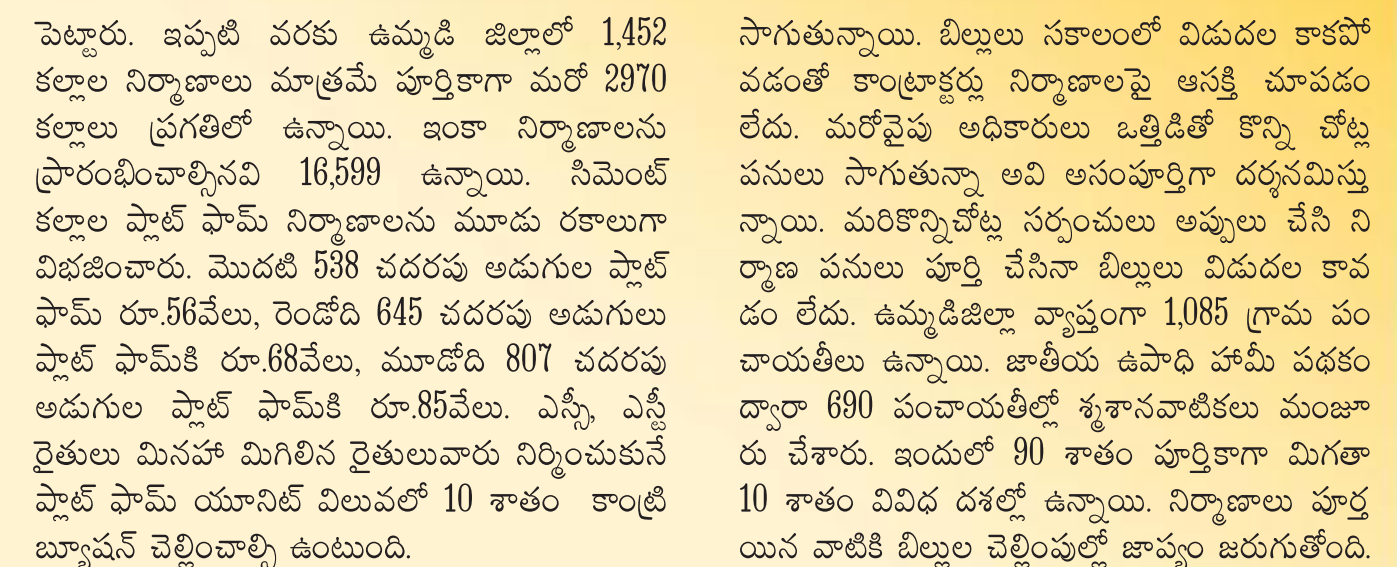 పెట్టారు. ఇప్పటి వరకు ఉమ్మడి జిల్లాలో 1,452
కల్లాల నిర్మాణాలు మాత్రమే పూర్తికాగా మరో 2970
కల్లాలు ప్రగతిలో ఉన్నాయి. ఇంకా నిర్మాణాలను
ప్రారంభించాల్సినవి 16,599 ఉన్నాయి. సిమెంట్
కల్లాల ప్లాట్ ఫామ్ నిర్మాణాలను మూడు రకాలుగా
విభజించారు. మొదటి 538 చదరపు అడుగుల ప్లాట్
ఫామ్ రూ.56వేలు, రెండోది 645 చదరపు అడుగులు
ప్లాట్ ఫామ్‌కి రూ.68వేలు, మూడోది 807 చదరపు
అడుగుల ప్లాట్ ఫామ్‌కి రూ.85వేలు. ఎస్సీ, ఎస్టీ
రైతులు మినహా మిగిలిన రైతులువారు నిర్మించుకునే
ప్లాట్ ఫామ్ యూనిట్ విలువలో 10 శాతం కాంట్రి
బ్యూషన్ చెల్లించాల్సి ఉంటుంది.
సాగుతున్నాయి. బిల్లులు సకాలంలో విడుదల కాకపో
వడంతో కాంట్రాక్టర్లు నిర్మాణాలపై ఆసక్తి చూపడం
లేదు. మరోవైపు అధికారులు ఒత్తిడితో కొన్ని చోట్ల
పనులు సాగుతున్నా అవి అసంపూర్తిగా దర్శనమిస్తు
న్నాయి. మరికొన్నిచోట్ల సర్పంచులు అప్పులు చేసి ని
ర్మాణ పనులు పూర్తి చేసినా బిల్లులు విడుదల కావ
డం లేదు. ఉమ్మడిజిల్లా వ్యాప్తంగా 1,085 గ్రామ పం
చాయతీలు ఉన్నాయి. జాతీయ ఉపాధి హామీ పథకం
ద్వారా 690 పంచాయతీల్లో శ్మశానవాటికలు మంజూ
రు చేశారు. ఇందులో 90 శాతం పూర్తికాగా మిగతా
10 శాతం వివిధ దశల్లో ఉన్నాయి. నిర్మాణాలు పూర్త
యిన వాటికి బిల్లుల చెల్లింపుల్లో జాప్యం జరుగుతోంది.